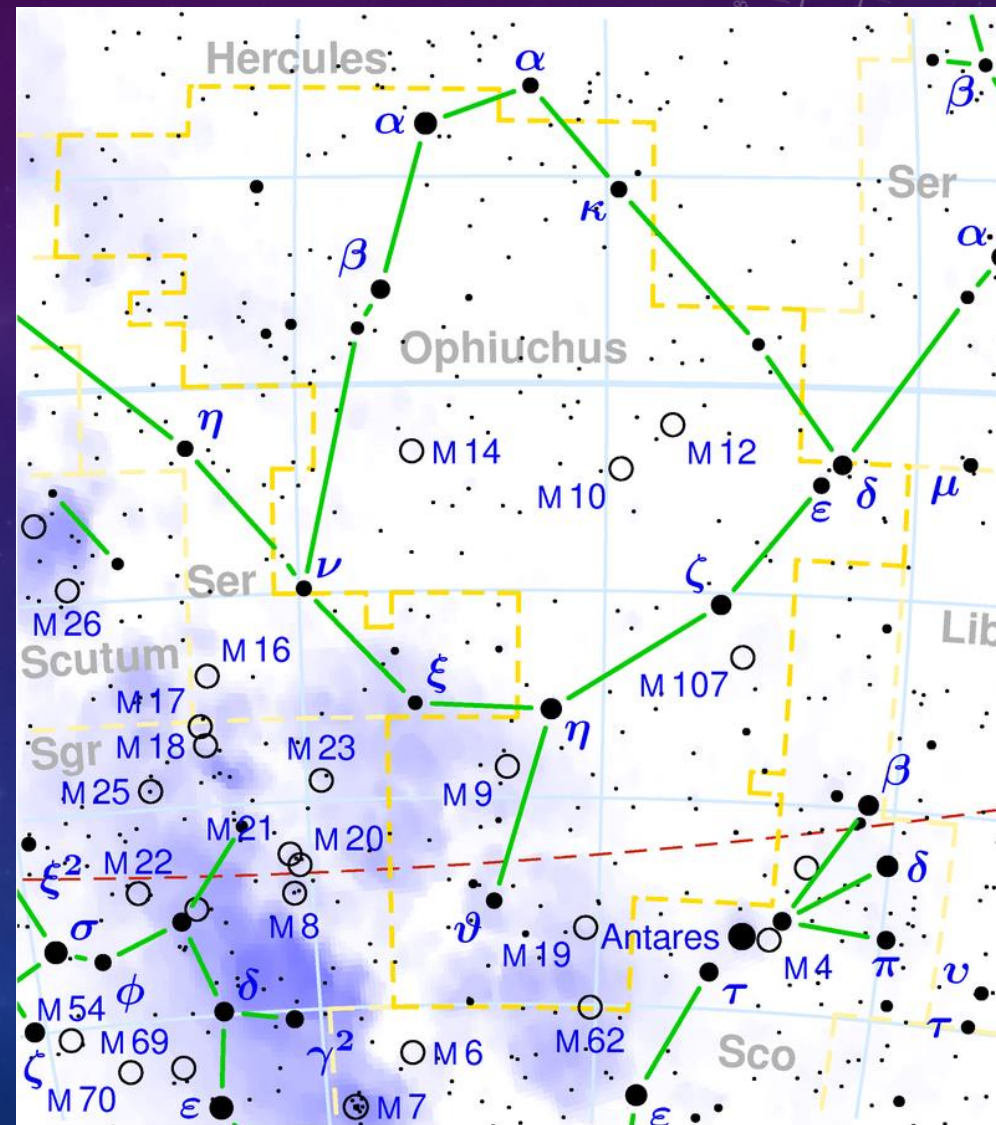 Hercules
α
α
β
Ser
κ
α
β
Ophiuchus
η
M 14
M 12
M 10
μ
δ
ε
ν
ζ
Ser
M 26
Lib
Scutum
M 16
ξ
M 107
M 17
η
Sgr
M 18
M 23
M 25
M 9
β
M 21
M 20
M 22
δ
ξ2
M 8
σ
ϑ
Antares
M 19
M 4
π
υ
φ
δ
τ
M 54
M 69
γ2
M 6
M 62
Sco
τ
ζ
M 70
ε
M 7
ε